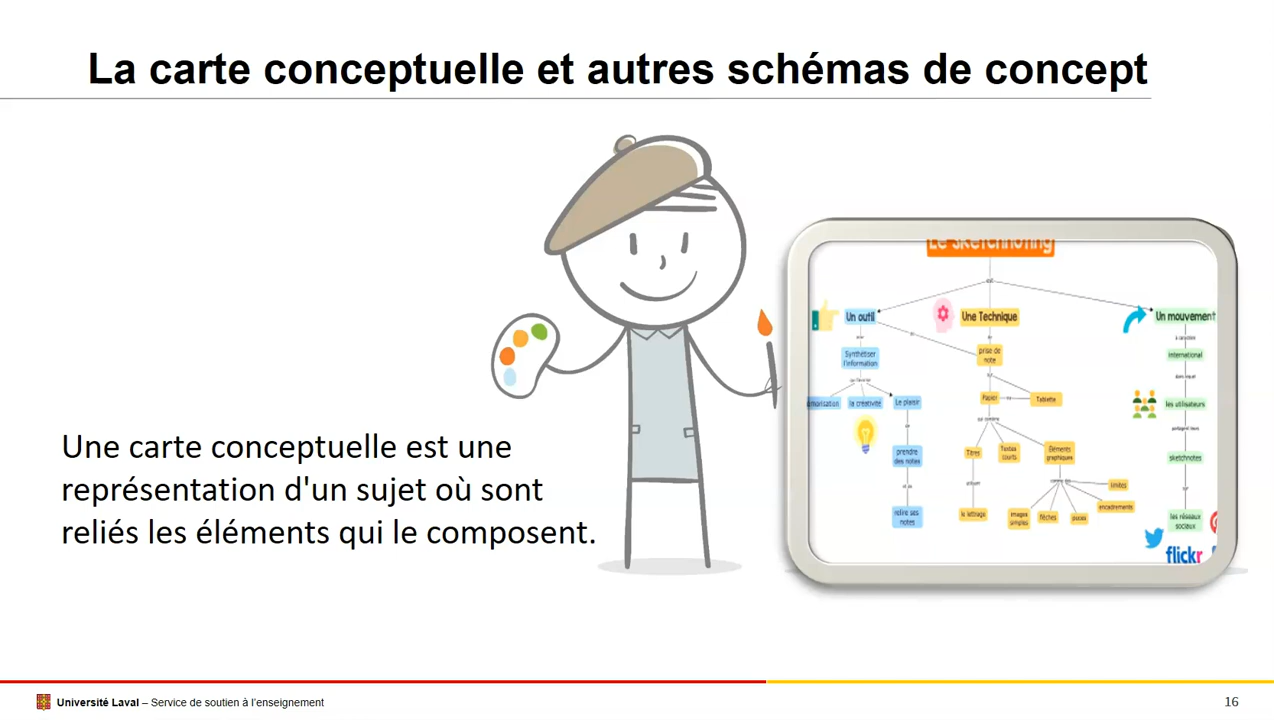 La carte conceptuelle et autres schémas de concept
Une carte conceptuelle est une
représentation d'un sujet où sont
reliés les éléments qui le composent.
Le sketchnoting
Un outil
Une Technique
Un mouvement
Synthétiser
l'information
prise de
note
international
la créativité
Le plaisir
Papier
Tablette
les utilisateurs
prendre
des notes
Titres
Textes
courts
Eléments
graphiques
sketchnotes
limites
encadrements
relire ses
notes
le lettrage
images
simples
flèches
les réseaux
sociaux
flickr
Université Laval – Service de soutien à l'enseignement
16